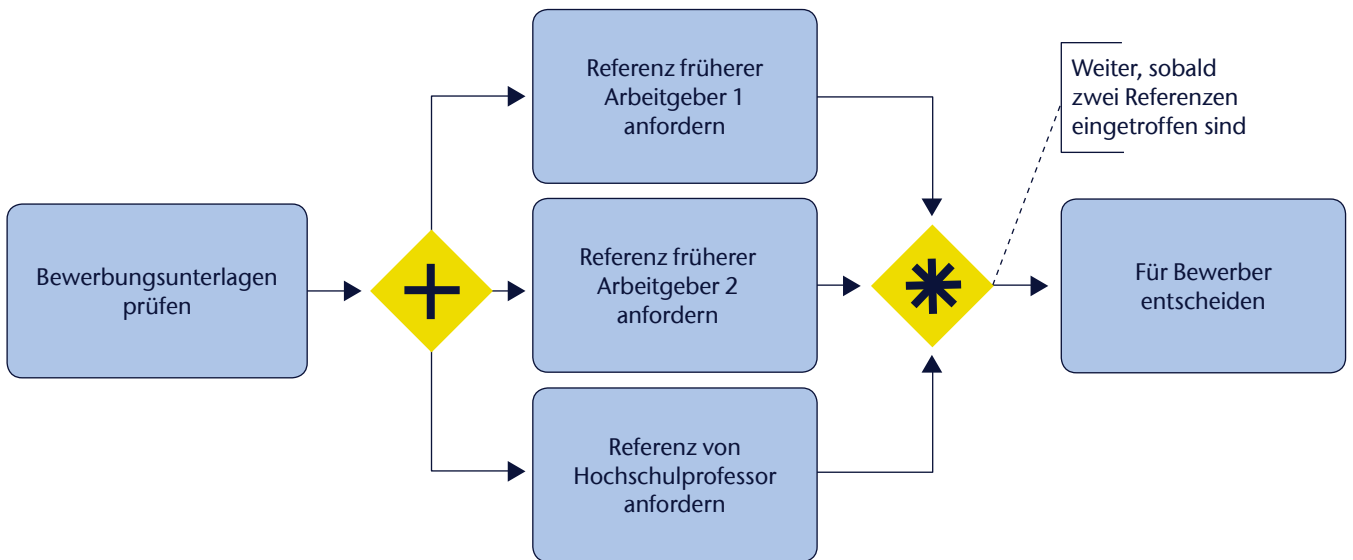 Bewerbungsunterlagen
prüfen
Referenz früherer
Arbeitgeber 1
anfordern
Referenz früherer
Arbeitgeber 2
anfordern
Referenz von
Hochschulprofessor
anfordern
Weiter, sobald
zwei Referenzen
eingetroffen sind
Für Bewerber
entscheiden